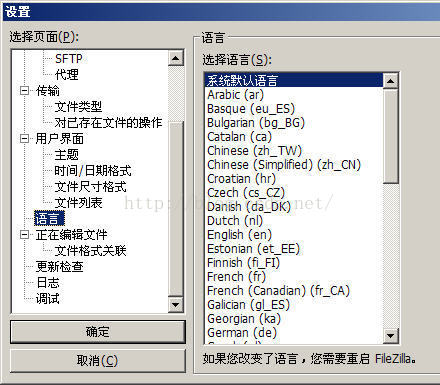 设置
选择页面(P):
SFTP
代理
传输
文件类型
对已存在文件的操作
用户界面
主题
时间/日期格式
文件尺寸格式
文件列表
语言
正在编辑文件
文件格式关联
更新检查
日志
调试
确定
取消(C)
语言
选择语言(S):
系统默认语言
Arabic (ar)
Basque (eu_ES)
Bulgarian (bg_BG)
Catalan (ca)
Chinese (zh_TW)
Chinese (Simplified) (zh_CN)
Croatian (hr)
Czech (cs_CZ)
Danish (da_DK)
Dutch (nl)
English (en)
Estonian (et_EE)
Finnish (fi_FI)
French (fr)
French (Canadian) (fr_CA)
Galician (gl_ES)
Georgian (ka)
German (de)
如果您改变了语言，您需要重启 FileZilla。